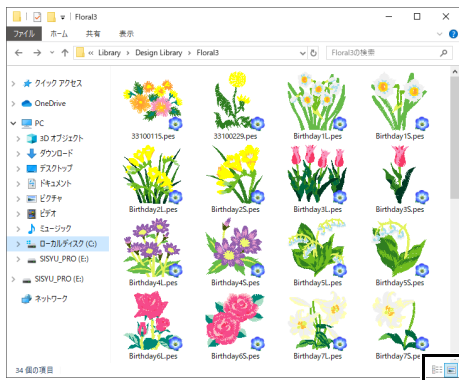 Floral3
ファイル ホーム 共有 表示
« Library › Design Library › Floral3
Floral3の検索
クイック アクセス
OneDrive
PC
3D オブジェクト
ダウンロード
デスクトップ
ドキュメント
ピクチャ
ビデオ
ミュージック
ローカルディスク (C:)
SISYU_PRO (E:)
SISYU_PRO (E:)
ネットワーク
3310011S.pes 33100229.pes Birthday1L.pes Birthday1S.pes
Birthday2L.pes Birthday2S.pes Birthday3L.pes Birthday3S.pes
Birthday4L.pes Birthday4S.pes Birthday5L.pes Birthday5S.pes
Birthday6L.pes Birthday6S.pes Birthday7L.pes Birthday7S.pes
34 個の項目